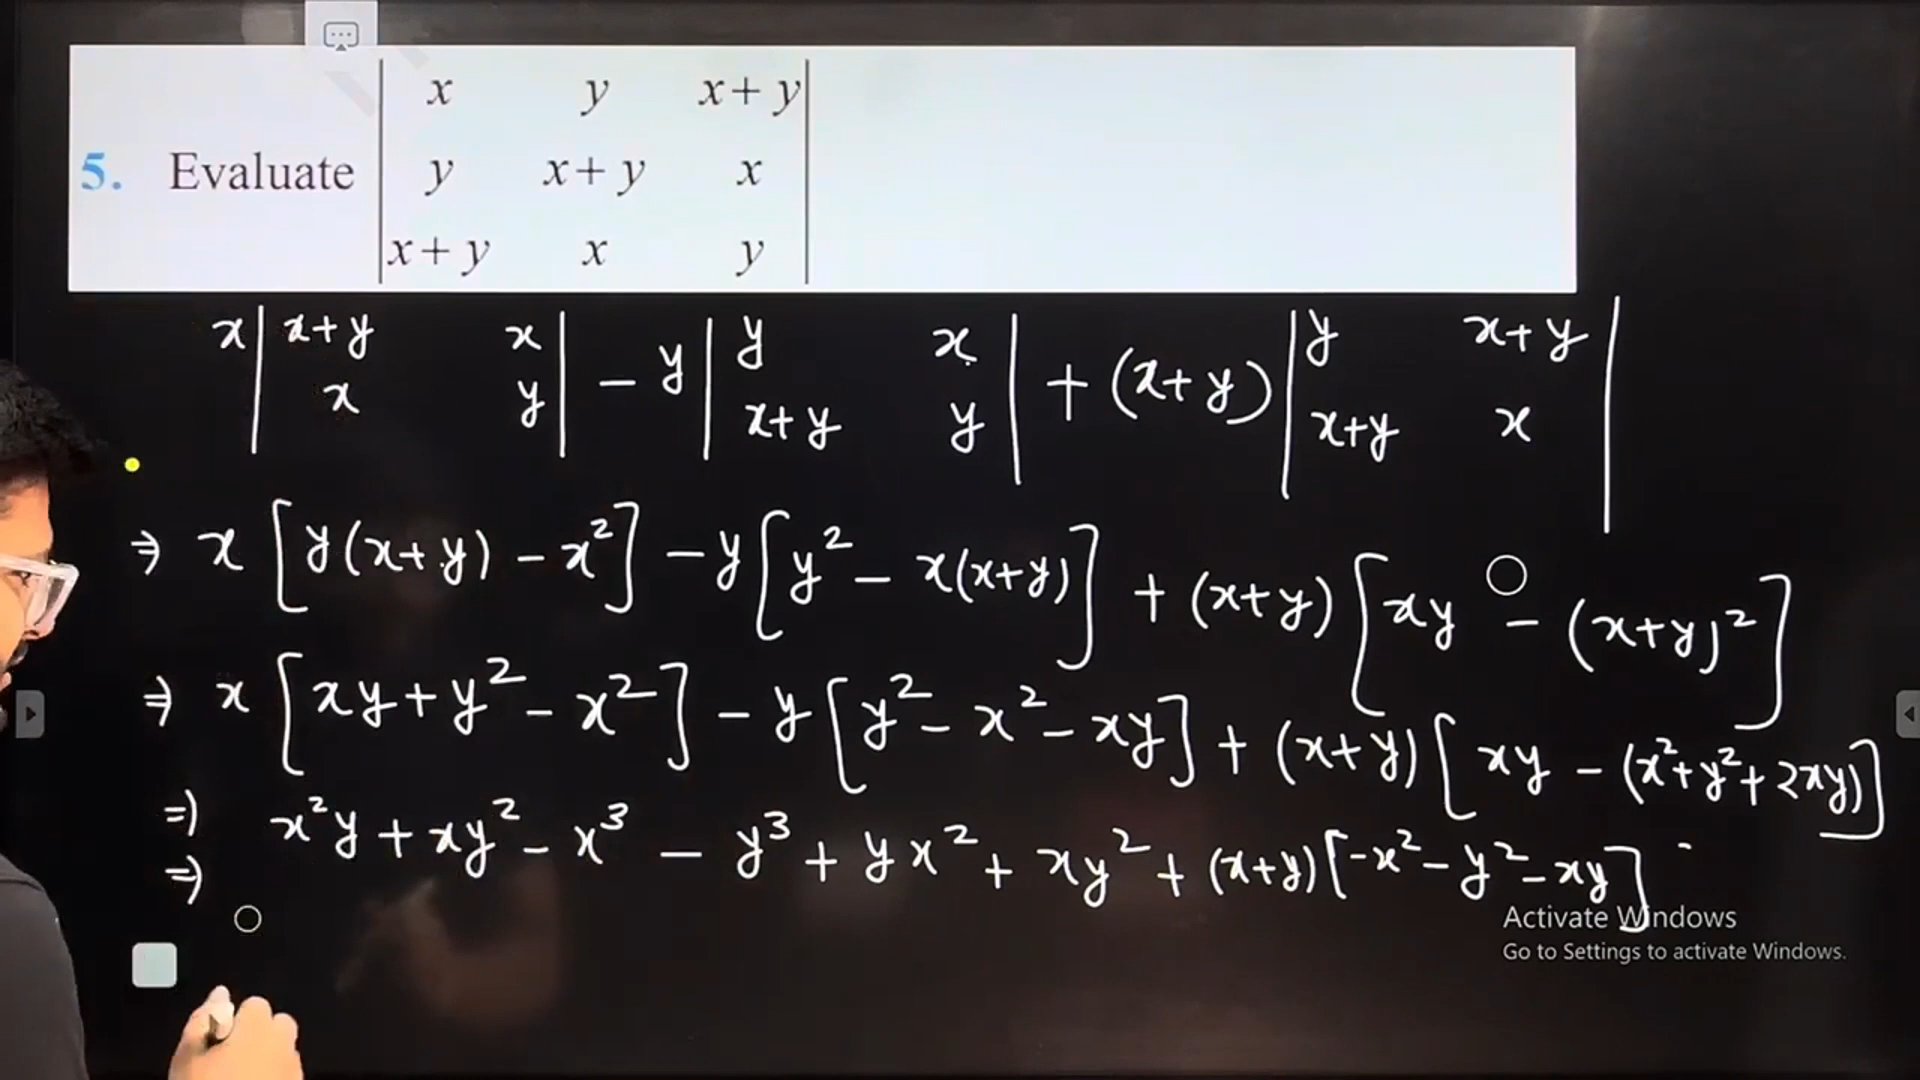 x y x+y
5. Evaluate y x+y x
x+y x y
x | x+y x | − y | y x | + (x+y) | y x+y |
| x y | | x+y y | | x+y x |
⇒ x [y(x+y) − x²] − y [y² − x(x+y)] + (x+y) [xy − (x+y)²]
⇒ x [xy + y² − x²] − y [y² − x² − xy] + (x+y) [xy − (x²+y²+2xy)]
⇒ x²y + xy² − x³ − y³ + yx² + xy² + (x+y)[−x² − y² − xy]
⇒
Activate Windows
Go to Settings to activate Windows.